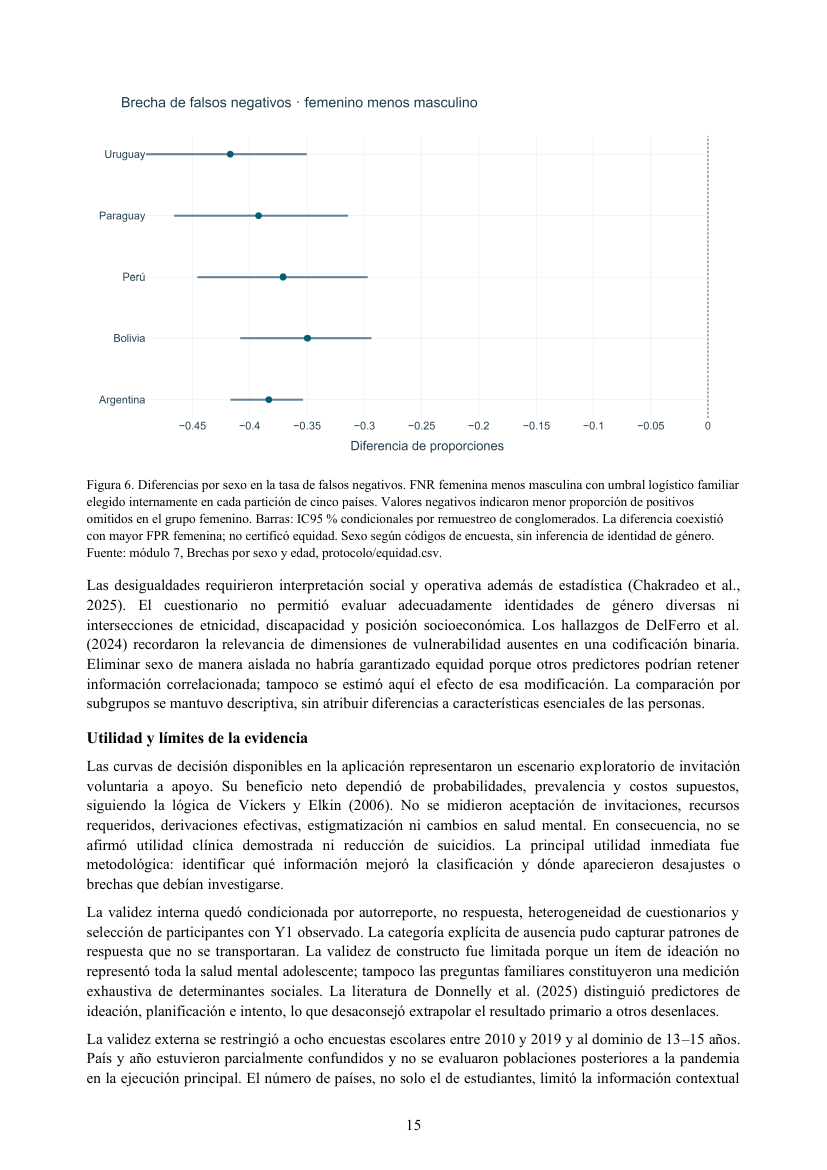 Brecha de falsos negativos · femenino menos masculino
Uruguay
Paraguay
Perú
Bolivia
Argentina
−0.45 −0.4 −0.35 −0.3 −0.25 −0.2 −0.15 −0.1 −0.05 0
Diferencia de proporciones
Figura 6. Diferencias por sexo en la tasa de falsos negativos. FNR femenina menos masculina con umbral logístico familiar
elegido internamente en cada partición de cinco países. Valores negativos indicaron menor proporción de positivos
omitidos en el grupo femenino. Barras: IC95 % condicionales por remuestreo de conglomerados. La diferencia coexistió
con mayor FPR femenina; no certificó equidad. Sexo según códigos de encuesta, sin inferencia de identidad de género.
Fuente: módulo 7, Brechas por sexo y edad, protocolo/equidad.csv.
Las desigualdades requirieron interpretación social y operativa además de estadística (Chakradeo et al.,
2025). El cuestionario no permitió evaluar adecuadamente identidades de género diversas ni
intersecciones de etnicidad, discapacidad y posición socioeconómica. Los hallazgos de DelFerro et al.
(2024) recordaron la relevancia de dimensiones de vulnerabilidad ausentes en una codificación binaria.
Eliminar sexo de manera aislada no habría garantizado equidad porque otros predictores podrían retener
información correlacionada; tampoco se estimó aquí el efecto de esa modificación. La comparación por
subgrupos se mantuvo descriptiva, sin atribuir diferencias a características esenciales de las personas.
Utilidad y límites de la evidencia
Las curvas de decisión disponibles en la aplicación representaron un escenario exploratorio de invitación
voluntaria a apoyo. Su beneficio neto dependió de probabilidades, prevalencia y costos supuestos,
siguiendo la lógica de Vickers y Elkin (2006). No se midieron aceptación de invitaciones, recursos
requeridos, derivaciones efectivas, estigmatización ni cambios en salud mental. En consecuencia, no se
afirmó utilidad clínica demostrada ni reducción de suicidios. La principal utilidad inmediata fue
metodológica: identificar qué información mejoró la clasificación y dónde aparecieron desajustes o
brechas que debían investigarse.
La validez interna quedó condicionada por autorreporte, no respuesta, heterogeneidad de cuestionarios y
selección de participantes con Y1 observado. La categoría explícita de ausencia pudo capturar patrones de
respuesta que no se transportaran. La validez de constructo fue limitada porque un ítem de ideación no
representó toda la salud mental adolescente; tampoco las preguntas familiares constituyeron una medición
exhaustiva de determinantes sociales. La literatura de Donnelly et al. (2025) distinguió predictores de
ideación, planificación e intento, lo que desaconsejó extrapolar el resultado primario a otros desenlaces.
La validez externa se restringió a ocho encuestas escolares entre 2010 y 2019 y al dominio de 13–15 años.
País y año estuvieron parcialmente confundidos y no se evaluaron poblaciones posteriores a la pandemia
en la ejecución principal. El número de países, no solo el de estudiantes, limitó la información contextual
15